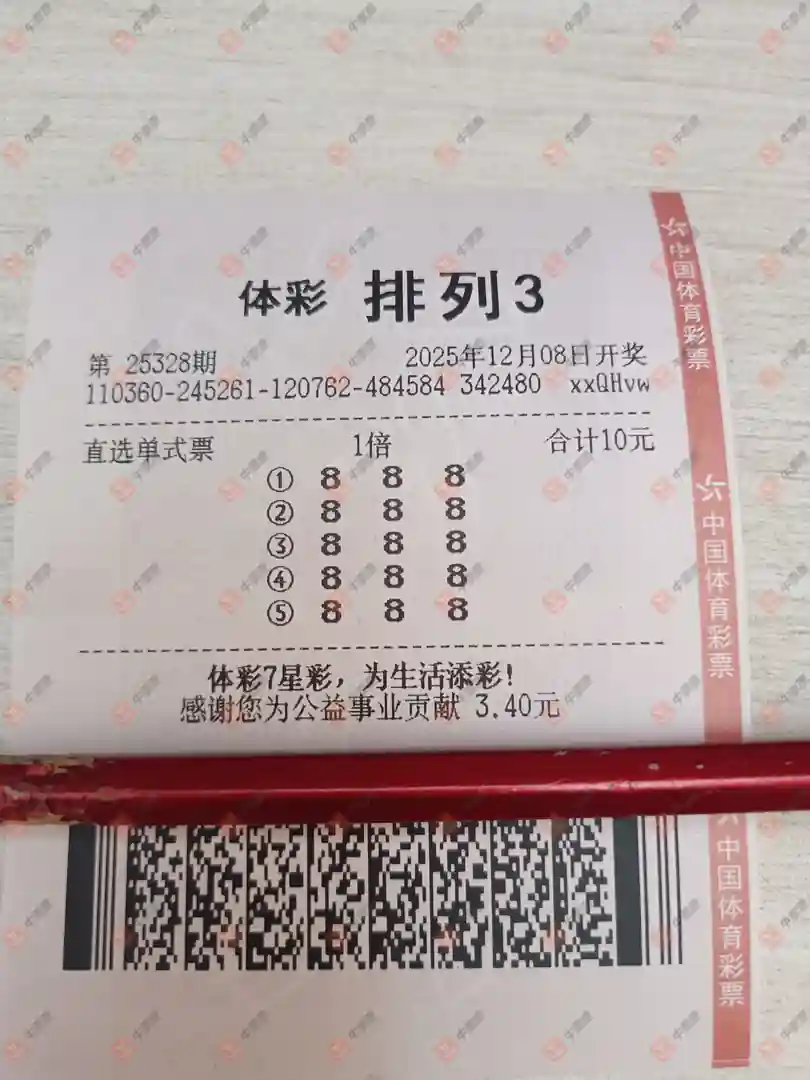 体彩 排列3
第 25328期 2025年12月08日开奖
110360-245261-120762-484584 342480 xxQHvw
直选单式票 1倍 合计10元
① 8 8 8
② 8 8 8
③ 8 8 8
④ 8 8 8
⑤ 8 8 8
体彩7星彩，为生活添彩!
感谢您为公益事业贡献 3.40元
中国体育彩票
中国体育彩票
中国体育彩票